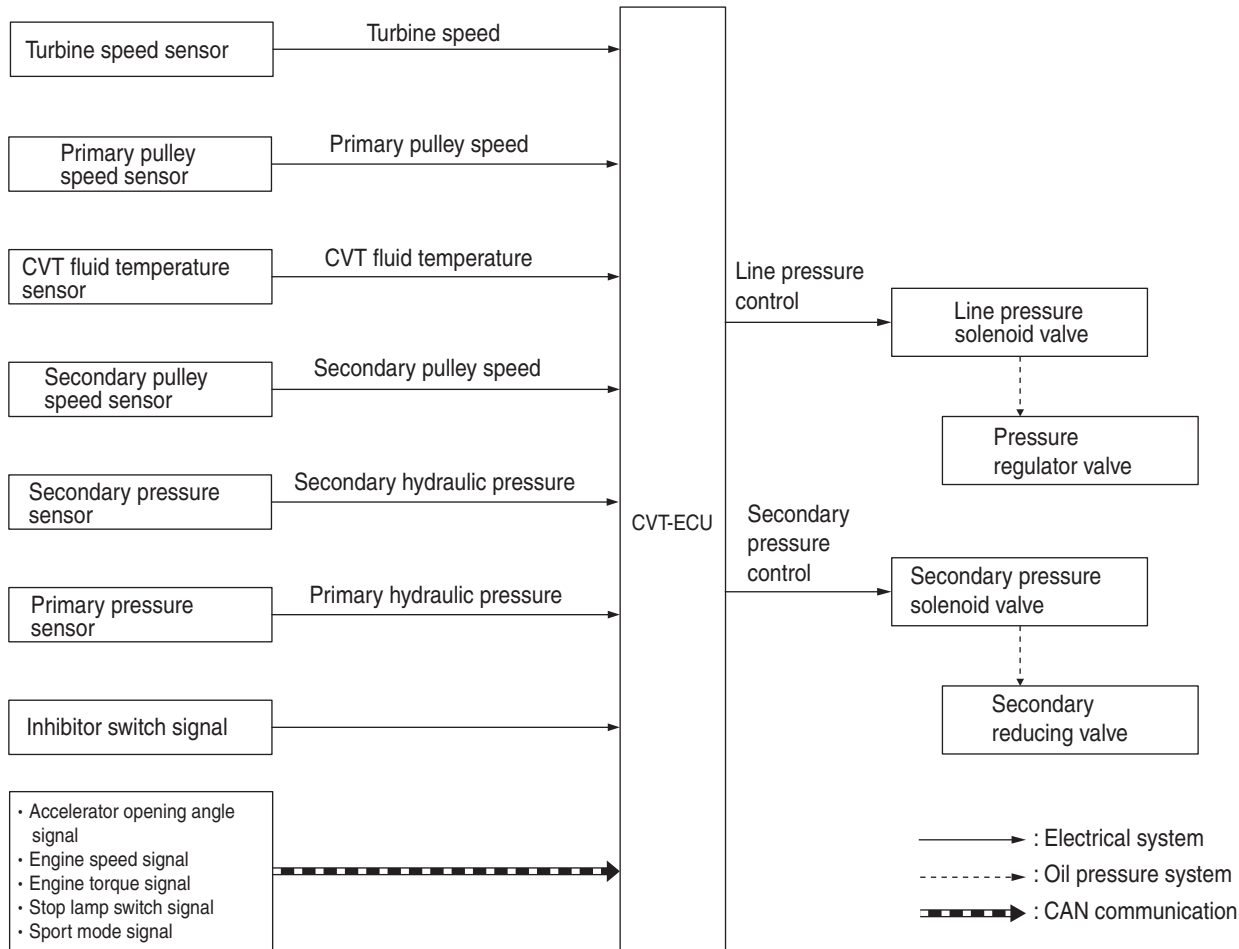 Turbine speed sensor
Turbine speed
Primary pulley
speed sensor
Primary pulley speed
CVT fluid temperature
sensor
CVT fluid temperature
Secondary pulley
speed sensor
Secondary pulley speed
Secondary pressure
sensor
Secondary hydraulic pressure
Primary pressure
sensor
Primary hydraulic pressure
Inhibitor switch signal
• Accelerator opening angle
signal
• Engine speed signal
• Engine torque signal
• Stop lamp switch signal
• Sport mode signal
CVT-ECU
Line pressure
control
Line pressure
solenoid valve
Pressure
regulator valve
Secondary
pressure
control
Secondary pressure
solenoid valve
Secondary
reducing valve
: Electrical system
: Oil pressure system
: CAN communication